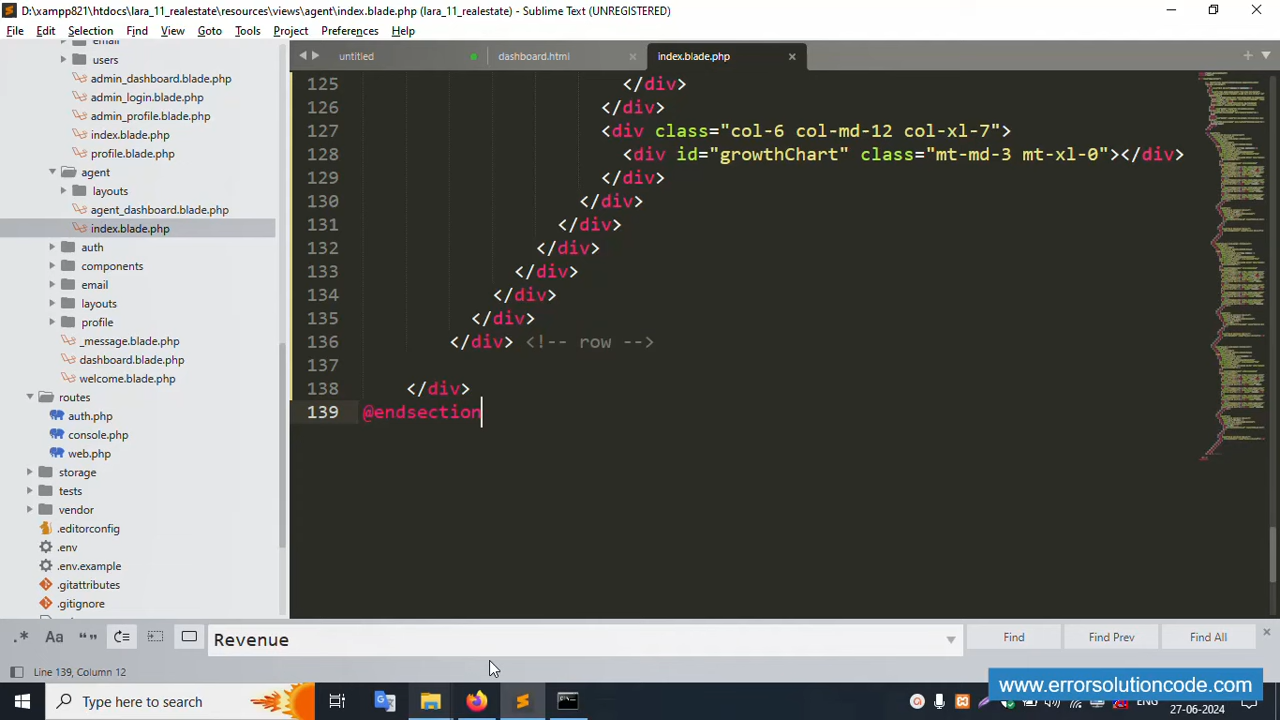 D:\xampp821\htdocs\lara_11_realestate\resources\views\agent\index.blade.php (lara_11_realestate) - Sublime Text (UNREGISTERED)
File Edit Selection Find View Goto Tools Project Preferences Help
untitled dashboard.html index.blade.php
email
users
admin_dashboard.blade.php
admin_login.blade.php
admin_profile.blade.php
index.blade.php
profile.blade.php
agent
layouts
agent_dashboard.blade.php
index.blade.php
auth
components
email
layouts
profile
_message.blade.php
dashboard.blade.php
welcome.blade.php
routes
auth.php
console.php
web.php
storage
tests
vendor
.editorconfig
.env
.env.example
.gitattributes
.gitignore
125 </div>
126 </div>
127 <div class="col-6 col-md-12 col-xl-7">
128 <div id="growthChart" class="mt-md-3 mt-xl-0"></div>
129 </div>
130 </div>
131 </div>
132 </div>
133 </div>
134 </div>
135 </div>
136 </div> <!-- row -->
137
138 </div>
139 @endsection
.* Aa “” Revenue Find Find Prev Find All
Line 139, Column 12
www.errorsolutioncode.com
Type here to search
27-06-2024